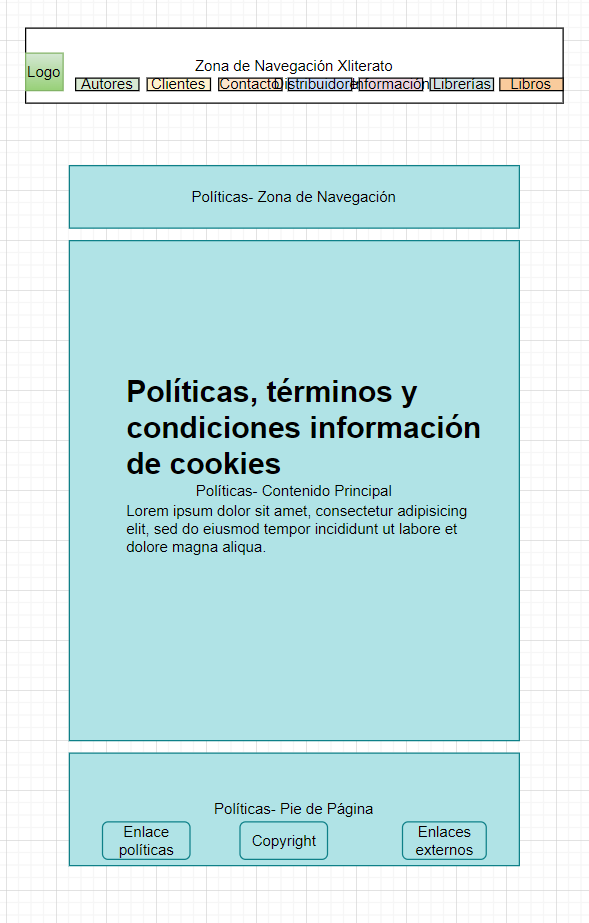 Zona de Navegación Xliterato
Logo
Autores
Clientes
Contacto
Distribuidores
Información
Librerías
Libros
Políticas- Zona de Navegación
Políticas, términos y
condiciones información
de cookies
Políticas- Contenido Principal
Lorem ipsum dolor sit amet, consectetur adipisicing
elit, sed do eiusmod tempor incididunt ut labore et
dolore magna aliqua.
Políticas- Pie de Página
Enlace
políticas
Copyright
Enlaces
externos